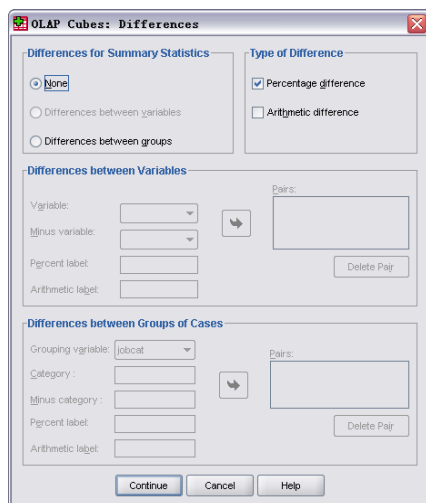 OLAP Cubes: Differences
Differences for Summary Statistics
None
Differences between variables
Differences between groups
Type of Difference
Percentage difference
Arithmetic difference
Differences between Variables
Variable:
Minus variable:
Percent label:
Arithmetic label:
Pairs:
Delete Pair
Differences between Groups of Cases
Grouping variable: jobcat
Category :
Minus category :
Percent label:
Arithmetic label:
Pairs:
Delete Pair
Continue Cancel Help